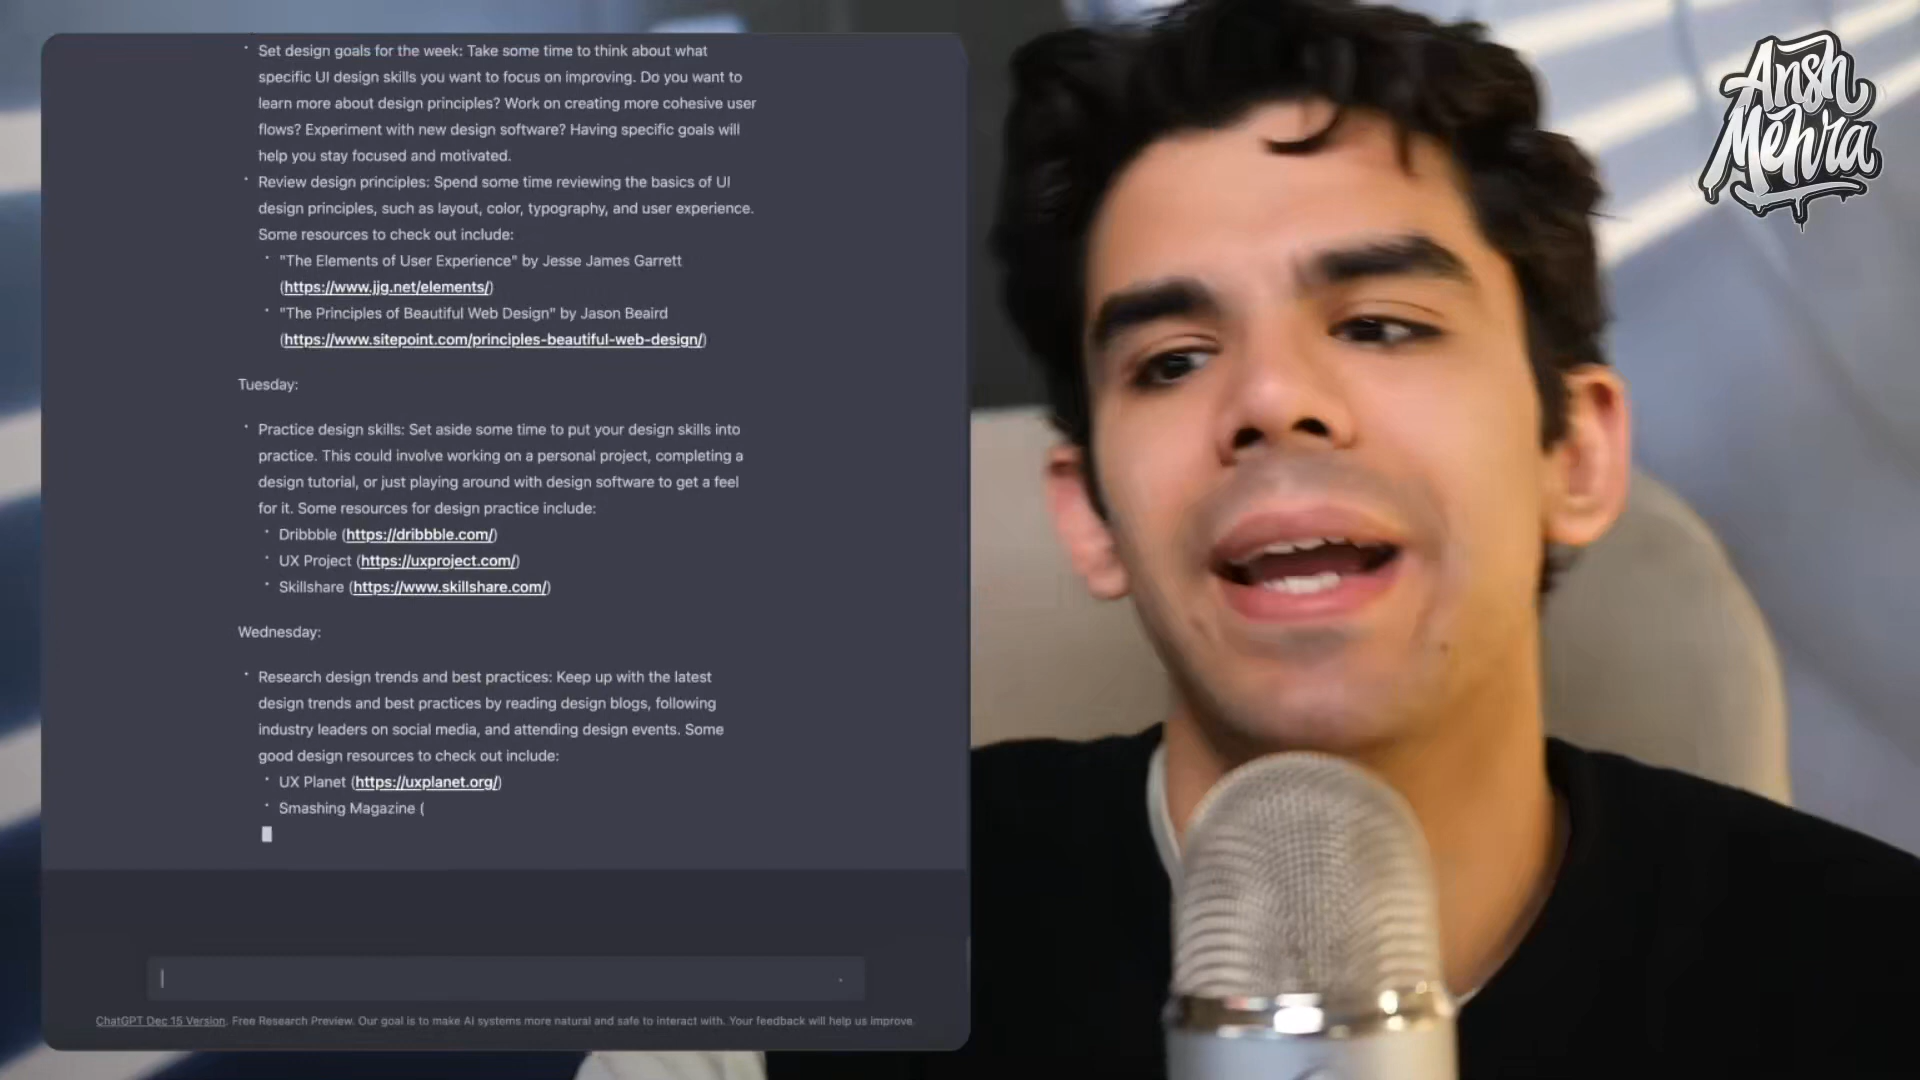 Set design goals for the week: Take some time to think about what
specific UI design skills you want to focus on improving. Do you want to
learn more about design principles? Work on creating more cohesive user
flows? Experiment with new design software? Having specific goals will
help you stay focused and motivated.
Review design principles: Spend some time reviewing the basics of UI
design principles, such as layout, color, typography, and user experience.
Some resources to check out include:
"The Elements of User Experience" by Jesse James Garrett
(https://www.jjg.net/elements/)
"The Principles of Beautiful Web Design" by Jason Beaird
(https://www.sitepoint.com/principles-beautiful-web-design/)
Tuesday:
Practice design skills: Set aside some time to put your design skills into
practice. This could involve working on a personal project, completing a
design tutorial, or just playing around with design software to get a feel
for it. Some resources for design practice include:
Dribbble (https://dribbble.com/)
UX Project (https://uxproject.com/)
Skillshare (https://www.skillshare.com/)
Wednesday:
Research design trends and best practices: Keep up with the latest
design trends and best practices by reading design blogs, following
industry leaders on social media, and attending design events. Some
good design resources to check out include:
UX Planet (https://uxplanet.org/)
Smashing Magazine (
ChatGPT Dec 15 Version. Free Research Preview. Our goal is to make AI systems more natural and safe to interact with. Your feedback will help us improve.
Ansh
Mehra